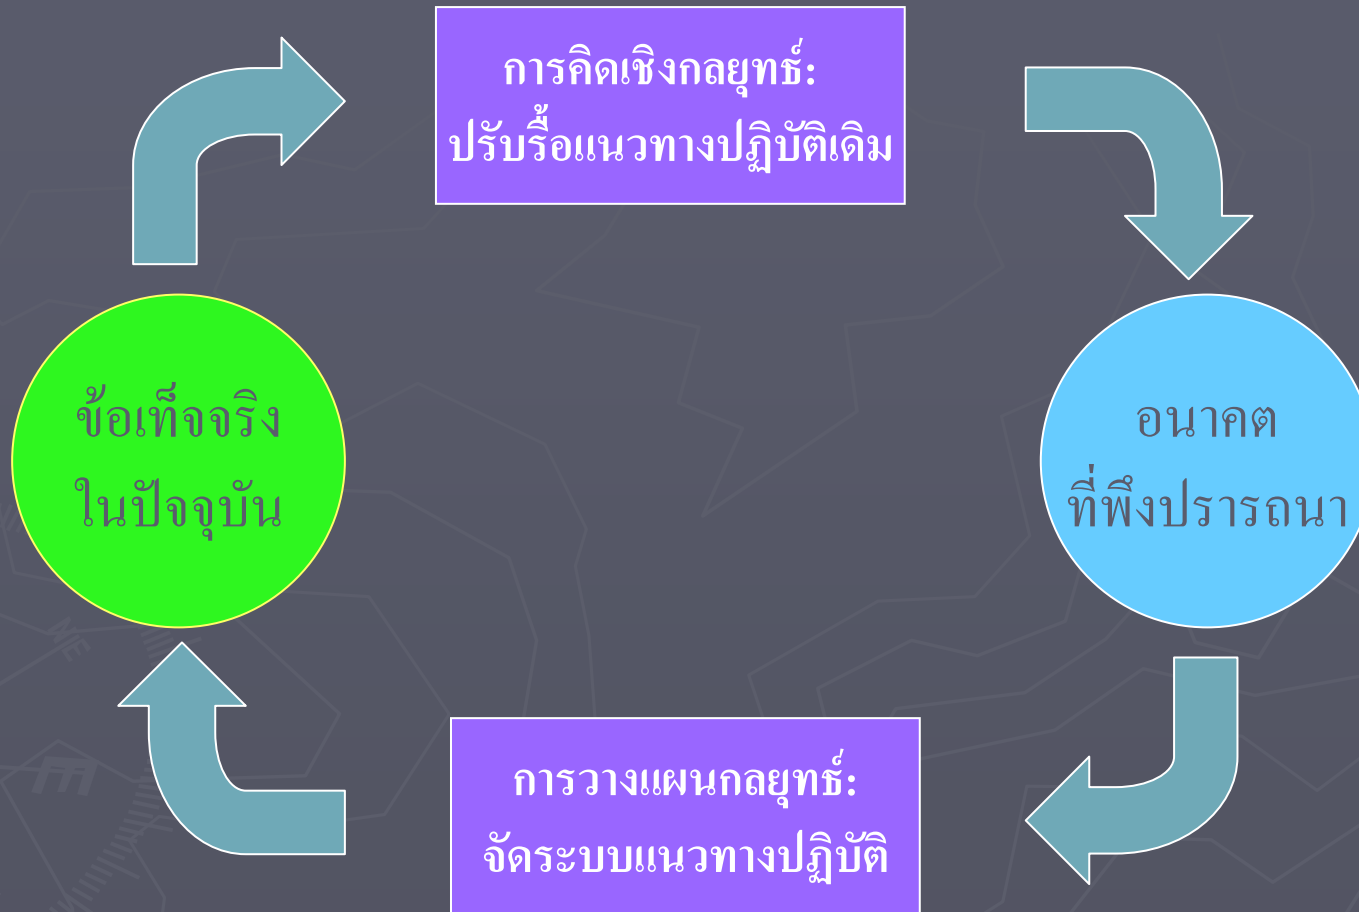 การคิดเชิงกลยุทธ์:
ปรับรื้อแนวทางปฏิบัติเดิม
ข้อเท็จจริง
ในปัจจุบัน
อนาคต
ที่พึงปรารถนา
การวางแผนกลยุทธ์:
จัดระบบแนวทางปฏิบัติ
NE
E